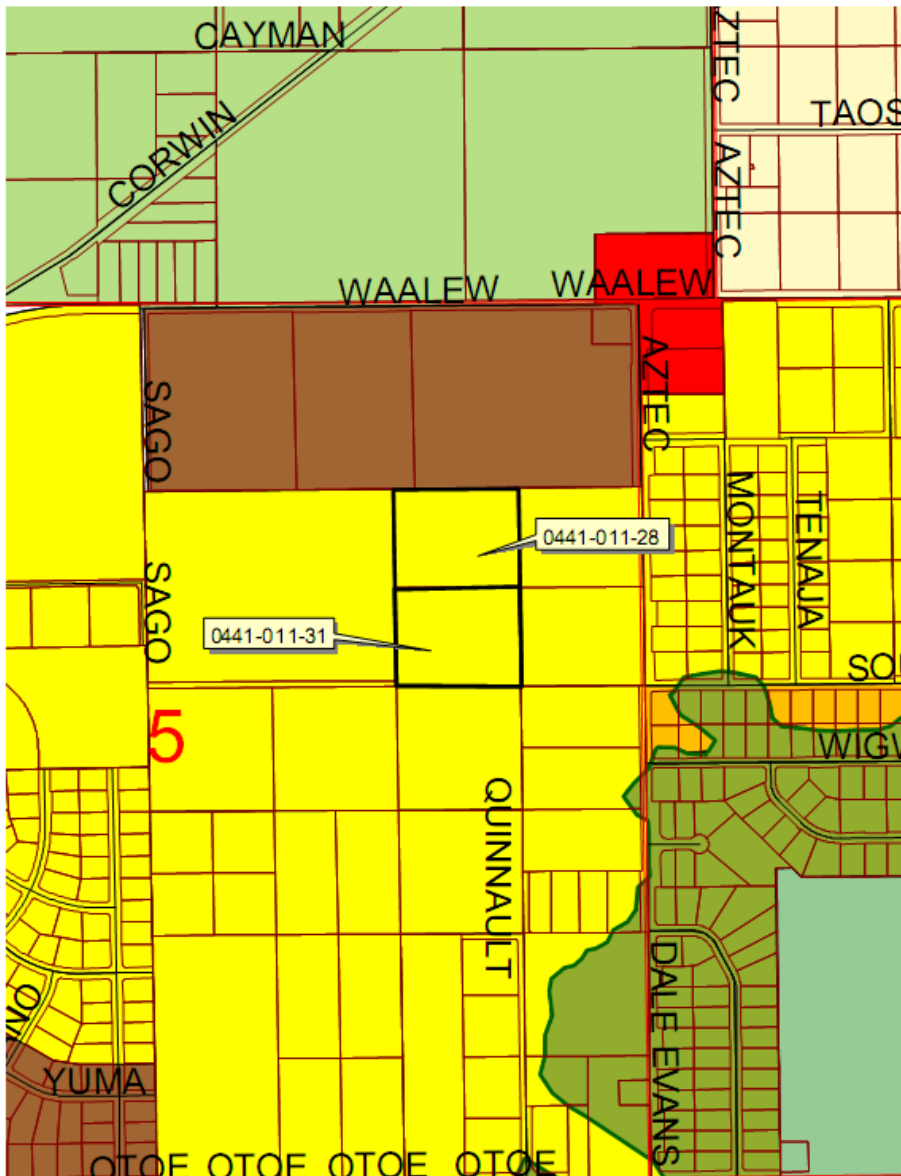 CAYMAN
ZTEC
TAOS
CORWIN
AZTEC
WAALEW
WAALEW
AZTEC
SAGO
MONTAUK
TENAJA
0441-011-28
SAGO
0441-011-31
SO
5
WIGW
QUINNAULT
DALE EVANS
YUMA
OTOE
OTOE
OTOE
OTOE